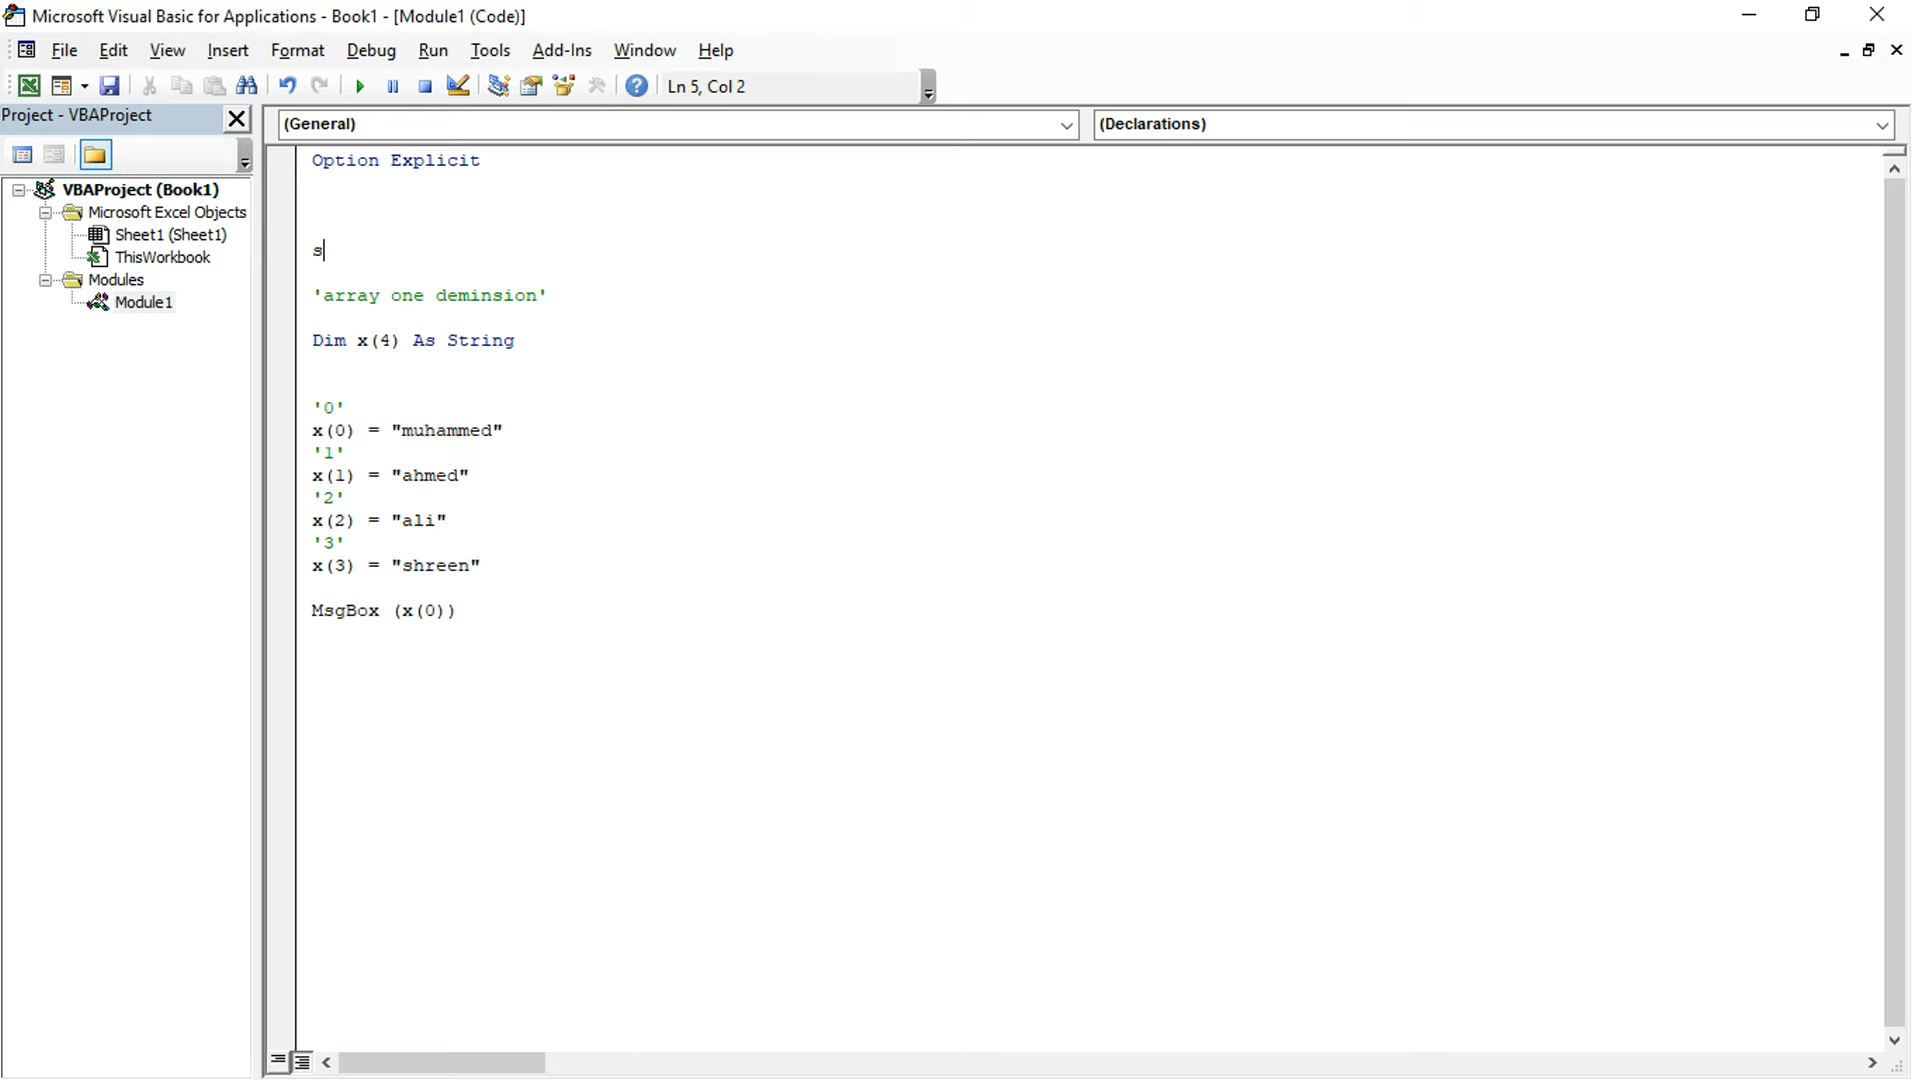 Microsoft Visual Basic for Applications - Book1 - [Module1 (Code)]
File Edit View Insert Format Debug Run Tools Add-Ins Window Help
Ln 5, Col 2
Project - VBAProject
(General) (Declarations)
VBAProject (Book1)
Microsoft Excel Objects
Sheet1 (Sheet1)
ThisWorkbook
Modules
Module1
Option Explicit
s
'array one deminsion'
Dim x(4) As String
'0'
x(0) = "muhammed"
'1'
x(1) = "ahmed"
'2'
x(2) = "ali"
'3'
x(3) = "shreen"
MsgBox (x(0))